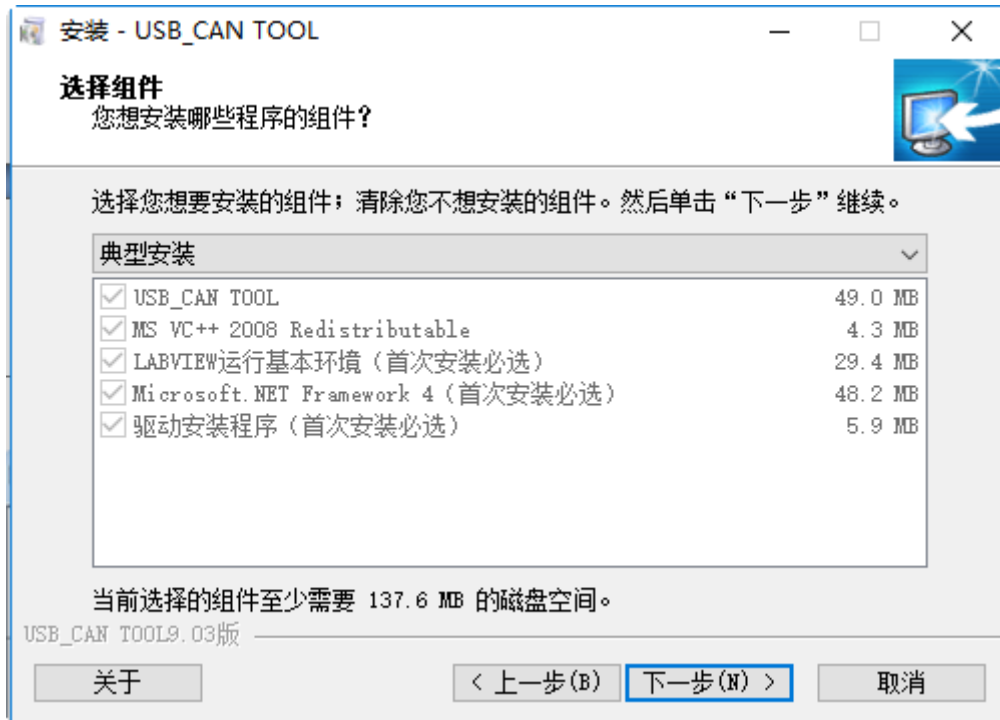 安装 - USB_CAN TOOL
选择组件
您想安装哪些程序的组件？
选择您想要安装的组件；清除您不想安装的组件。然后单击“下一步”继续。
典型安装
USB_CAN TOOL 49.0 MB
MS VC++ 2008 Redistributable 4.3 MB
LABVIEW运行基本环境（首次安装必选） 29.4 MB
Microsoft.NET Framework 4（首次安装必选） 48.2 MB
驱动安装程序（首次安装必选） 5.9 MB
当前选择的组件至少需要 137.6 MB 的磁盘空间。
USB_CAN TOOL9.03版
关于 < 上一步(B) 下一步(N) > 取消